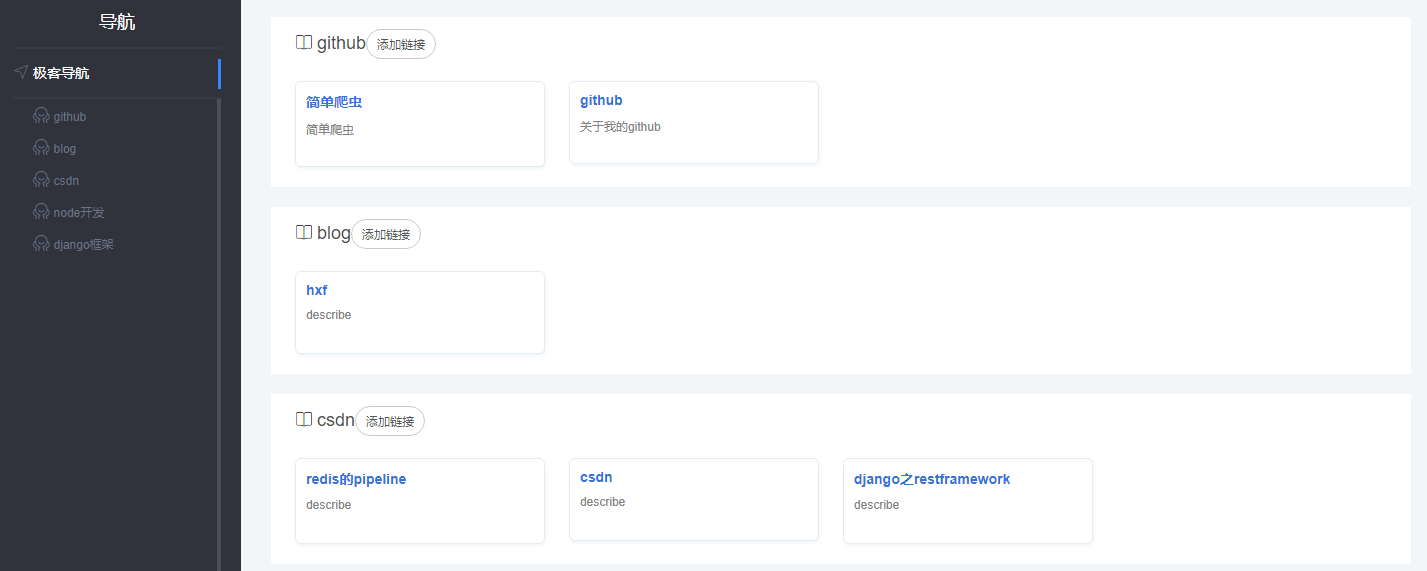 导航
极客导航
github
blog
csdn
node开发
django框架
github 添加链接
简单爬虫
简单爬虫
github
关于我的github
blog 添加链接
hxf
describe
csdn 添加链接
redis的pipeline
describe
csdn
describe
django之restframework
describe